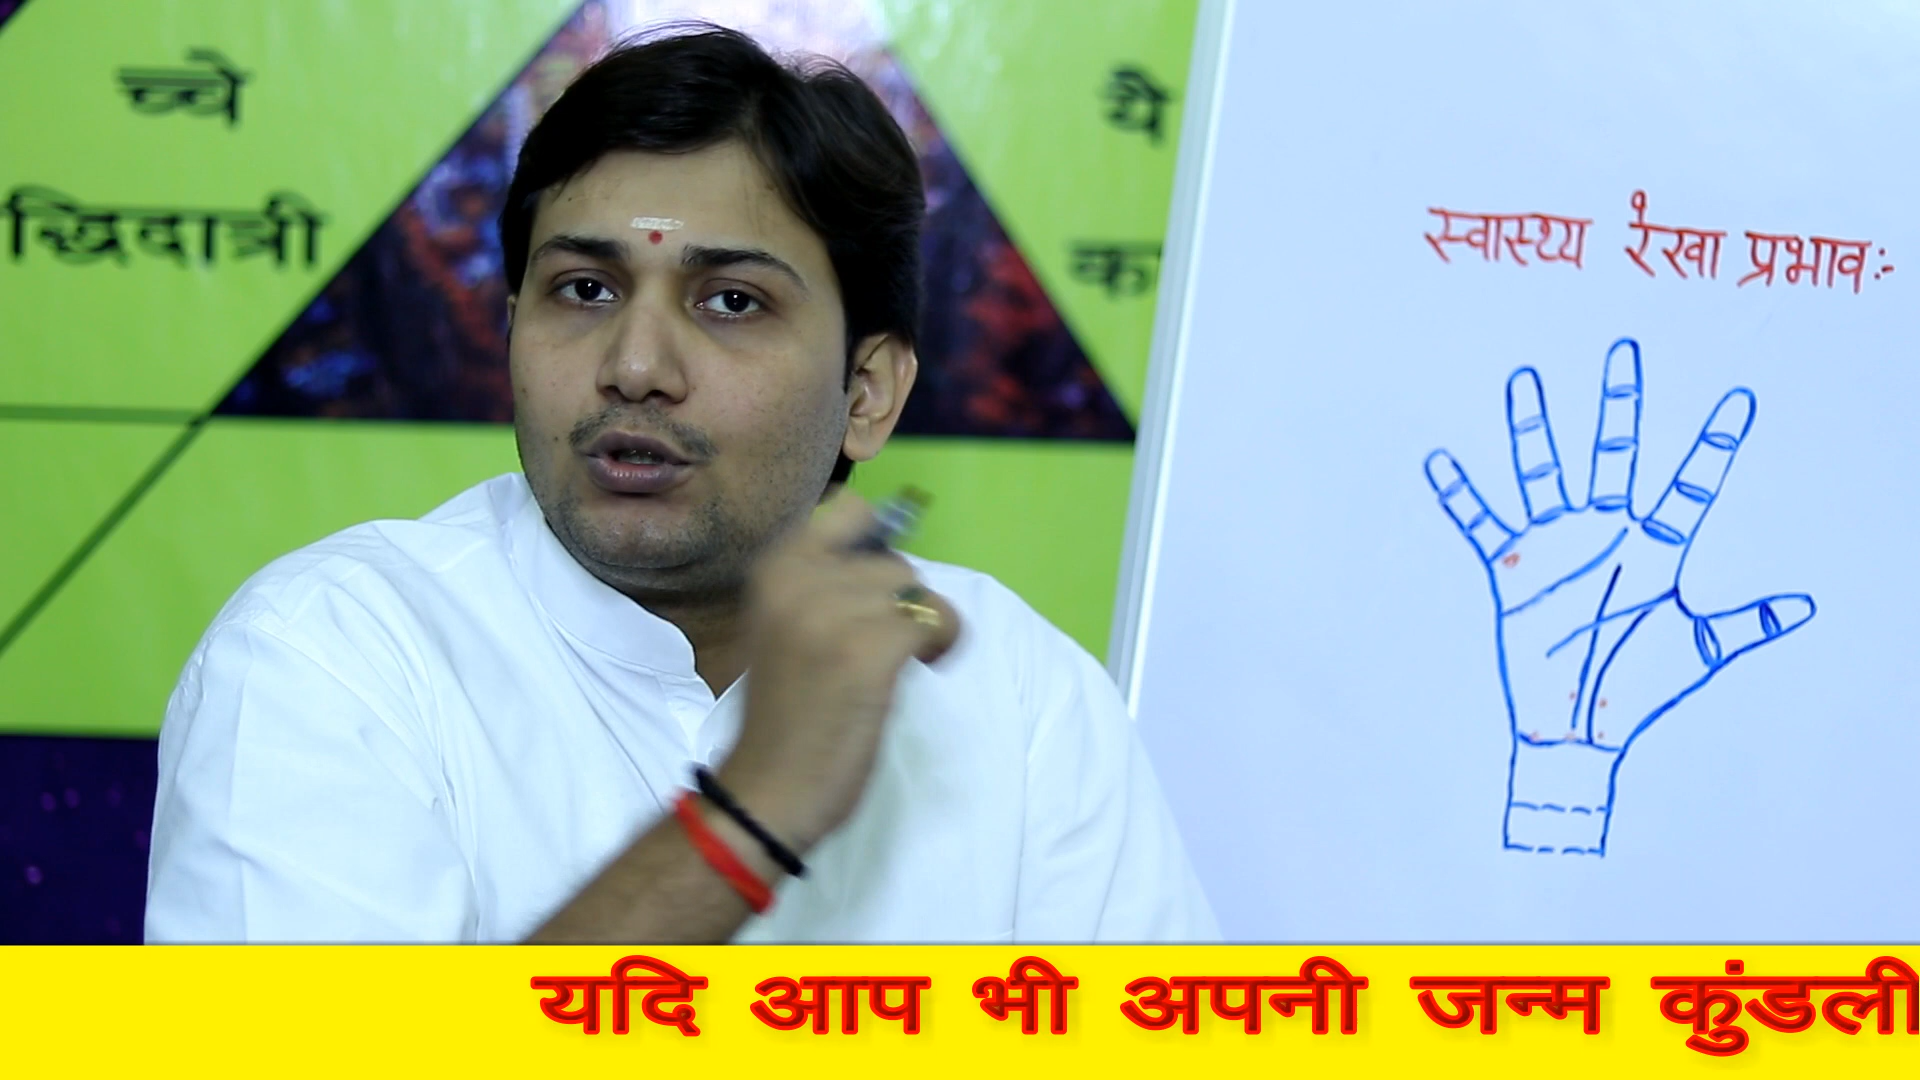 च्चे
यै
द्धिदात्री
का
स्वास्थ्य रेखा प्रभाव:-
यदि आप भी अपनी जन्म कुंडली